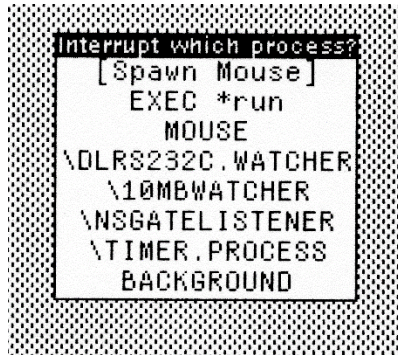 Interrupt which process?
[Spawn Mouse]
EXEC *run
MOUSE
\DLRS232C.WATCHER
\10MBWATCHER
\NSGATELISTENER
\TIMER.PROCESS
BACKGROUND